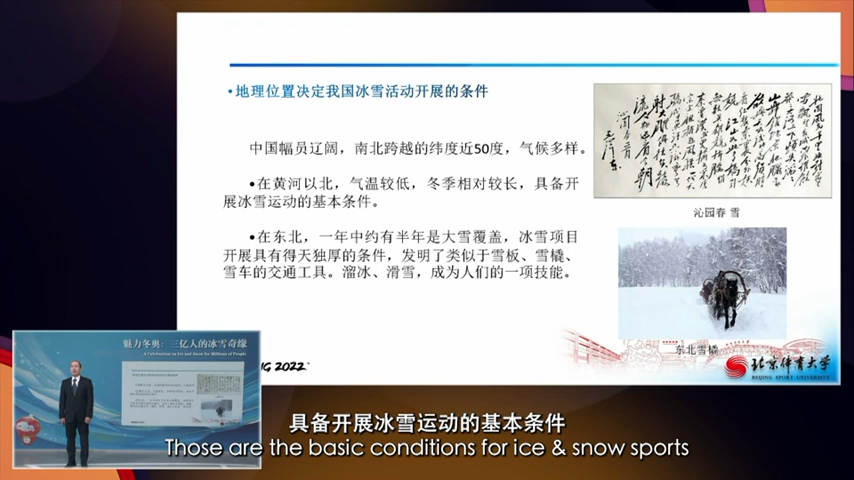 •地理位置决定我国冰雪活动开展的条件
中国幅员辽阔，南北跨越的纬度近50度，气候多样。
•在黄河以北，气温较低，冬季相对较长，具备开
展冰雪运动的基本条件。
•在东北，一年中约有半年是大雪覆盖，冰雪项目
开展具有得天独厚的条件，发明了类似于雪板、雪橇、
雪车的交通工具。溜冰、滑雪，成为人们的一项技能。
沁园春 雪
东北雪橇
北京体育大学
BEIJING SPORT UNIVERSITY
NG 2022
魅力冬奥：三亿人的冰雪奇缘
A Celebration on Ice and Snow for Millions of People
具备开展冰雪运动的基本条件
Those are the basic conditions for ice & snow sports